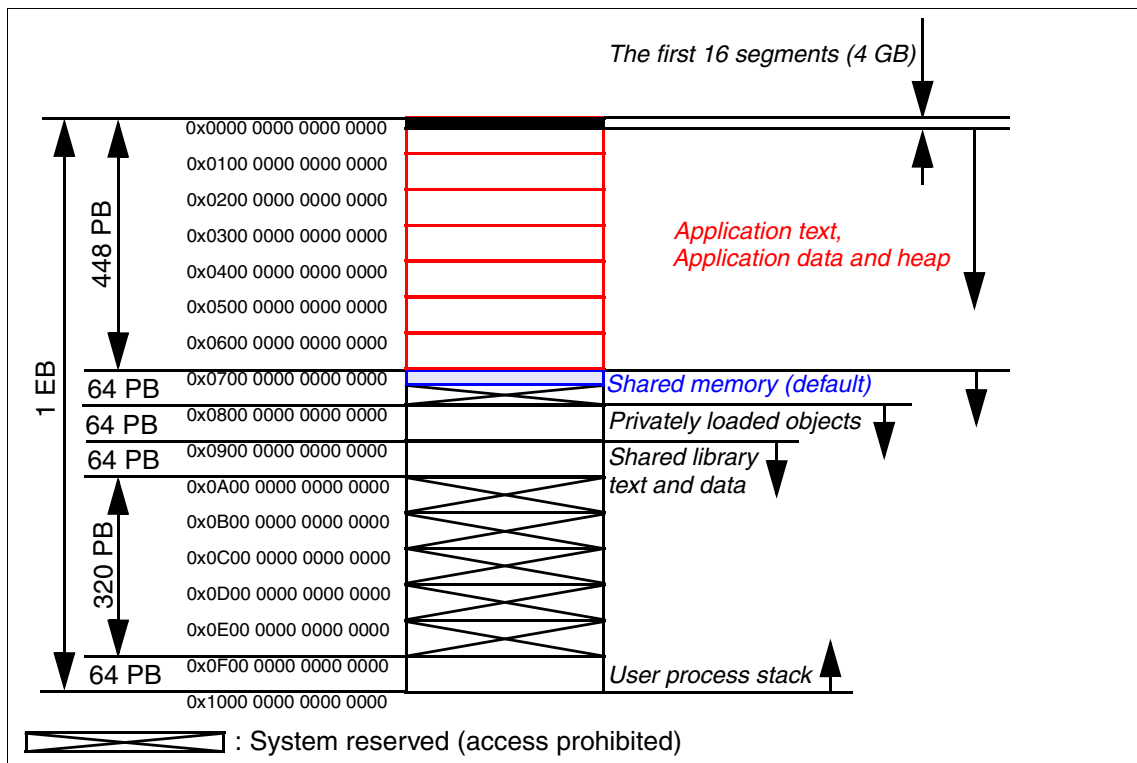 The first 16 segments (4 GB)
0x0000 0000 0000 0000
0x0100 0000 0000 0000
0x0200 0000 0000 0000
0x0300 0000 0000 0000
0x0400 0000 0000 0000
0x0500 0000 0000 0000
0x0600 0000 0000 0000
448 PB
Application text,
Application data and heap
1 EB
64 PB
0x0700 0000 0000 0000
Shared memory (default)
64 PB
0x0800 0000 0000 0000
Privately loaded objects
64 PB
0x0900 0000 0000 0000
Shared library
text and data
0x0A00 0000 0000 0000
0x0B00 0000 0000 0000
0x0C00 0000 0000 0000
0x0D00 0000 0000 0000
0x0E00 0000 0000 0000
320 PB
64 PB
0x0F00 0000 0000 0000
User process stack
0x1000 0000 0000 0000
: System reserved (access prohibited)